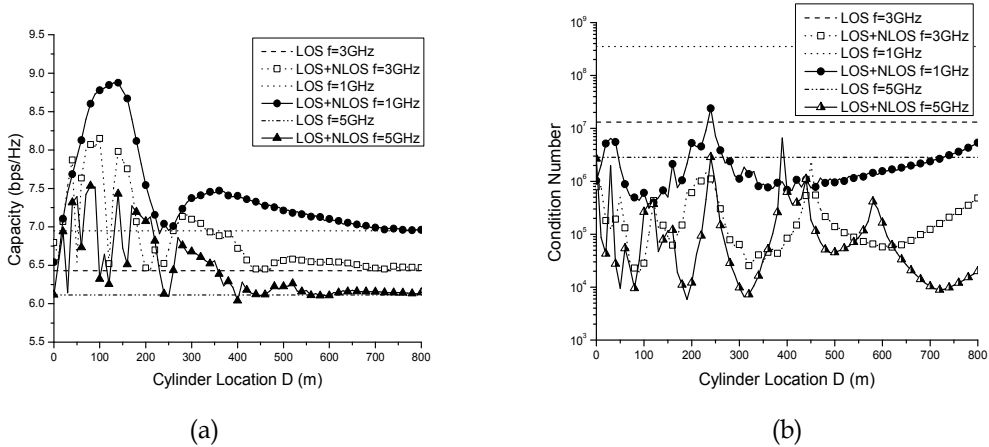 9.5
9.0
8.5
8.0
7.5
7.0
6.5
6.0
5.5
Capacity (bps/Hz)
0 100 200 300 400 500 600 700 800
Cylinder Location D (m)
LOS f=3GHz
LOS+NLOS f=3GHz
LOS f=1GHz
LOS+NLOS f=1GHz
LOS f=5GHz
LOS+NLOS f=5GHz
(a)
10⁹
10⁸
10⁷
10⁶
10⁵
10⁴
10³
Condition Number
0 100 200 300 400 500 600 700 800
Cylinder Location D (m)
LOS f=3GHz
LOS+NLOS f=3GHz
LOS f=1GHz
LOS+NLOS f=1GHz
LOS f=5GHz
LOS+NLOS f=5GHz
(b)